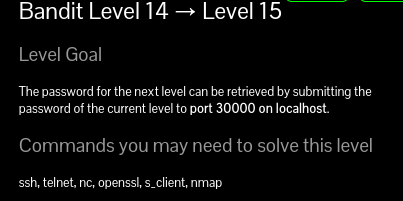 Bandit Level 14 → Level 15
Level Goal
The password for the next level can be retrieved by submitting the
password of the current level to port 30000 on localhost.
Commands you may need to solve this level
ssh, telnet, nc, openssl, s_client, nmap